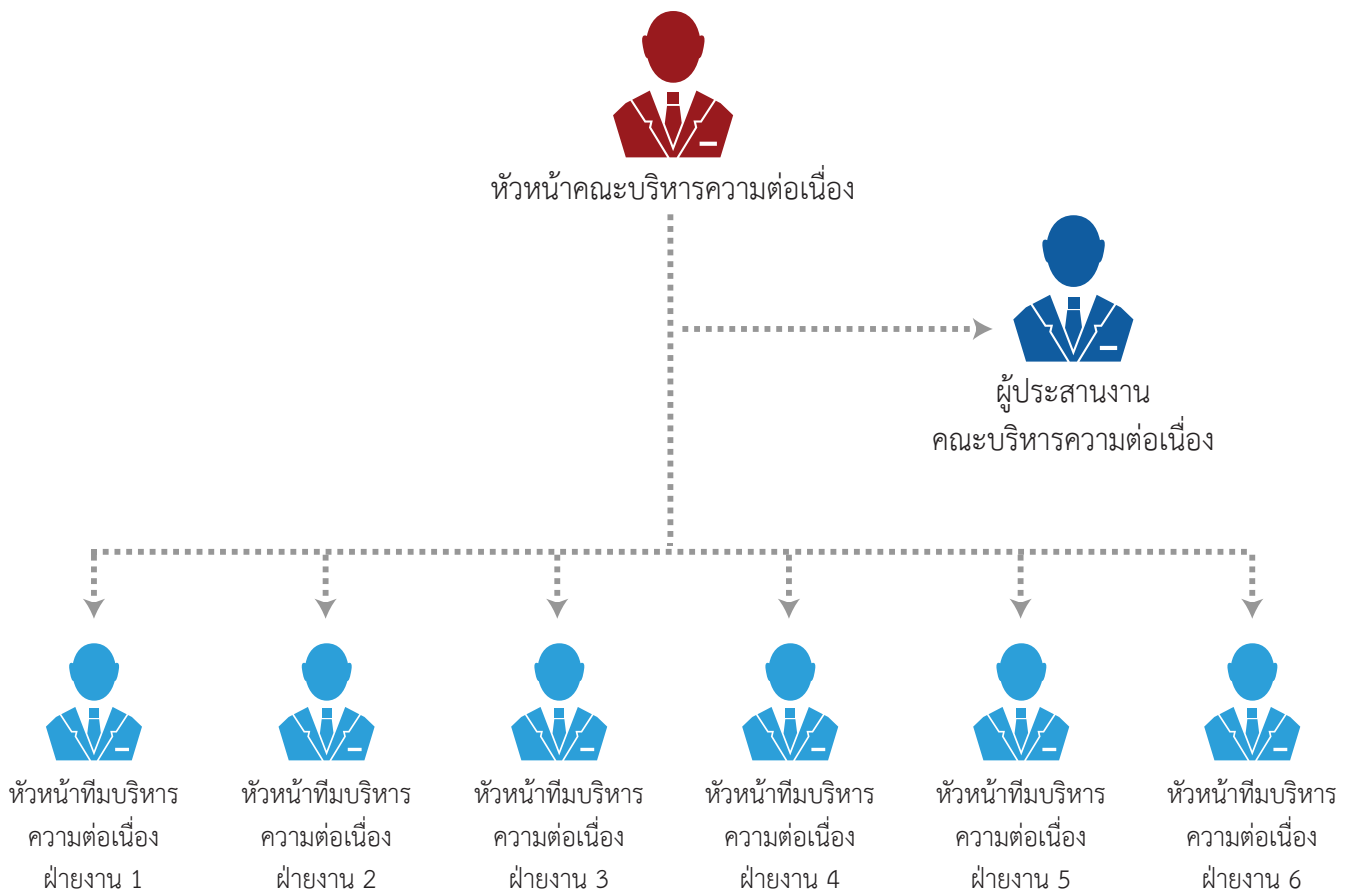 หัวหน้าคณะบริหารความต่อเนื่อง
ผู้ประสานงาน
คณะบริหารความต่อเนื่อง
หัวหน้าทีมบริหาร
ความต่อเนื่อง
ฝ่ายงาน 1
หัวหน้าทีมบริหาร
ความต่อเนื่อง
ฝ่ายงาน 2
หัวหน้าทีมบริหาร
ความต่อเนื่อง
ฝ่ายงาน 3
หัวหน้าทีมบริหาร
ความต่อเนื่อง
ฝ่ายงาน 4
หัวหน้าทีมบริหาร
ความต่อเนื่อง
ฝ่ายงาน 5
หัวหน้าทีมบริหาร
ความต่อเนื่อง
ฝ่ายงาน 6